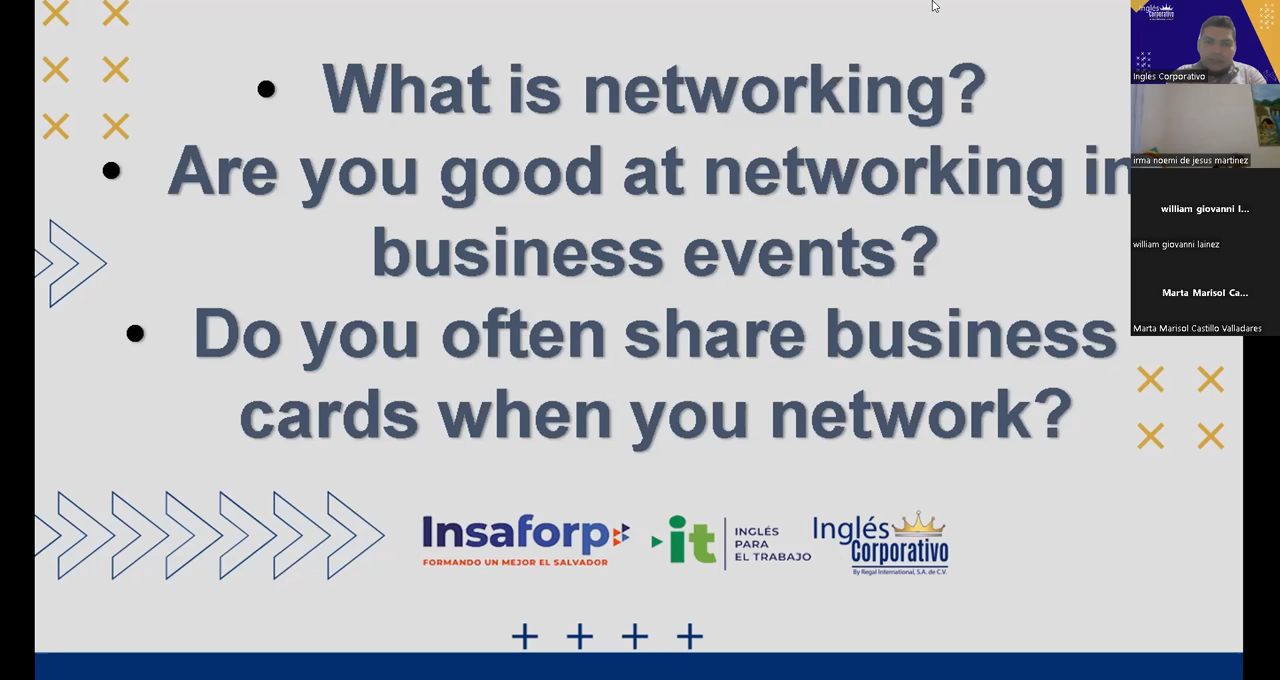 What is networking?
Are you good at networking in
business events?
Do you often share business
cards when you network?
Insaforp
FORMANDO UN MEJOR EL SALVADOR
it
INGLÉS
PARA
EL TRABAJO
Inglés
Corporativo
By Regal International, S.A. de C.V.
Inglés
Corporativo
Ingles Corporativo
irma noemi de jesus martinez
william giovanni l...
william giovanni lainez
Marta Marisol Ca...
Marta Marisol Castillo Valladares